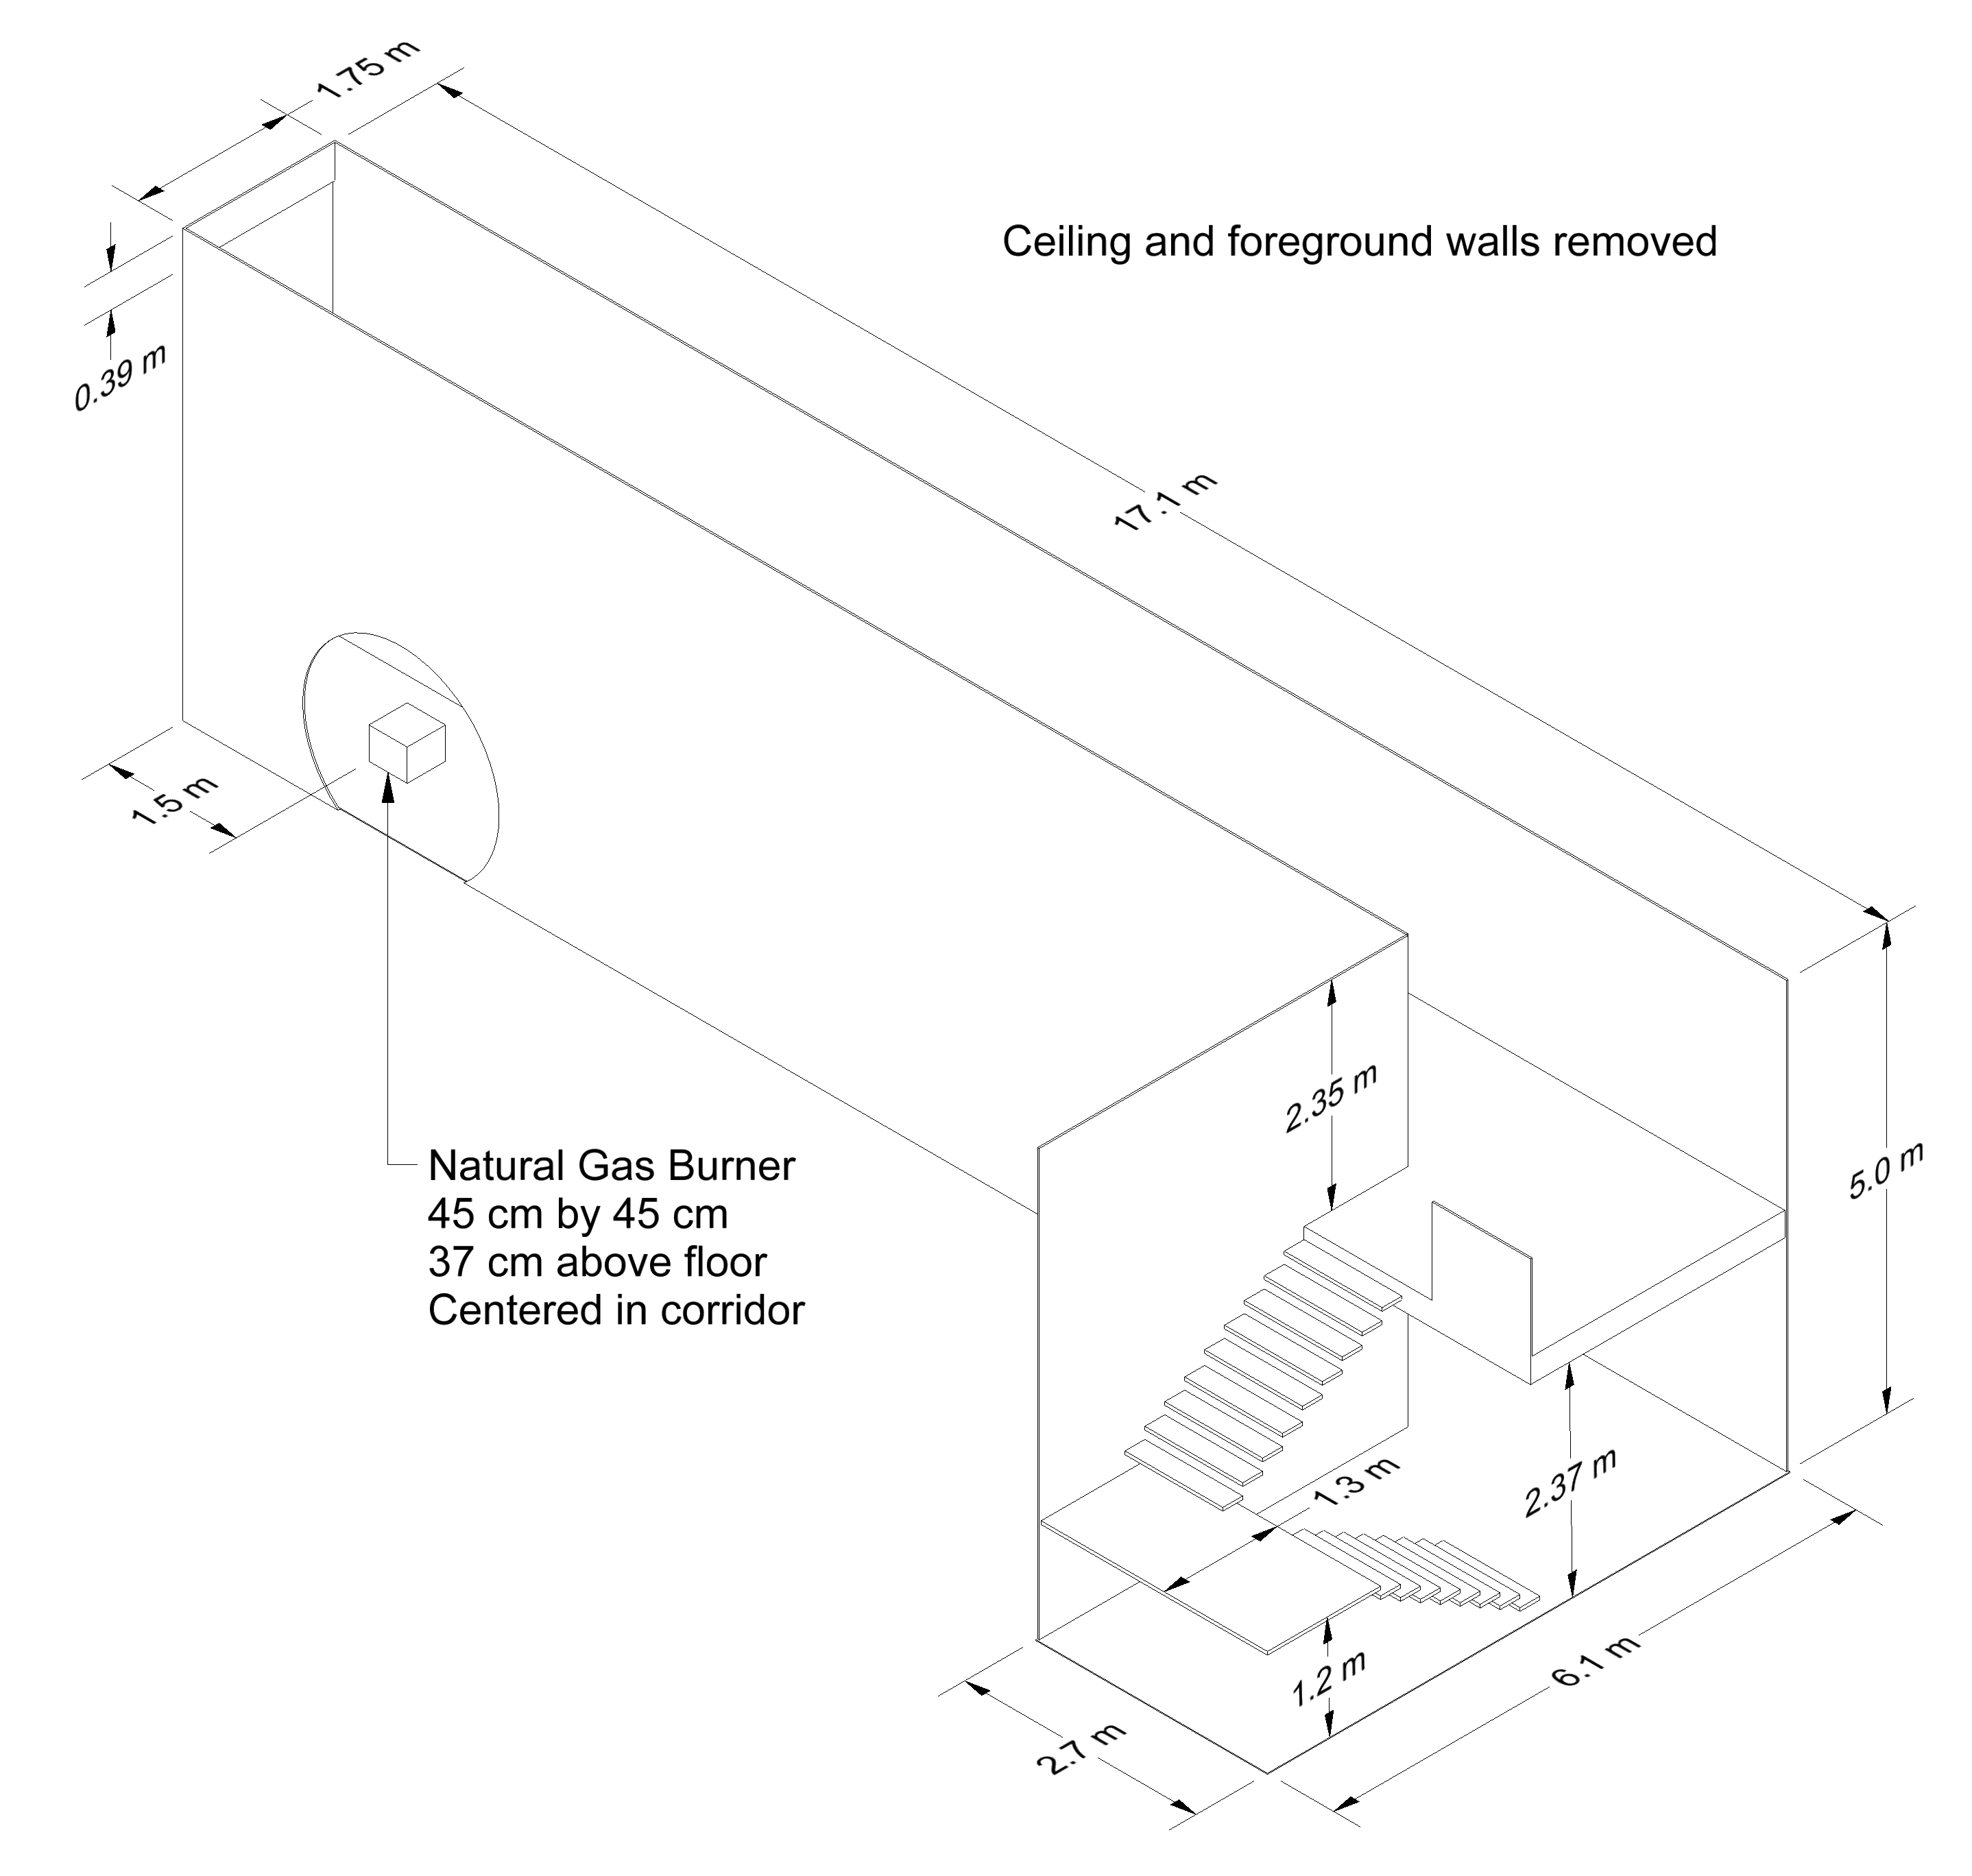 1.75 m
Ceiling and foreground walls removed
0.39 m
17.1 m
1.5 m
2.35 m
5.0 m
Natural Gas Burner
45 cm by 45 cm
37 cm above floor
Centered in corridor
1.3 m
2.37 m
1.2 m
6.1 m
2.7 m